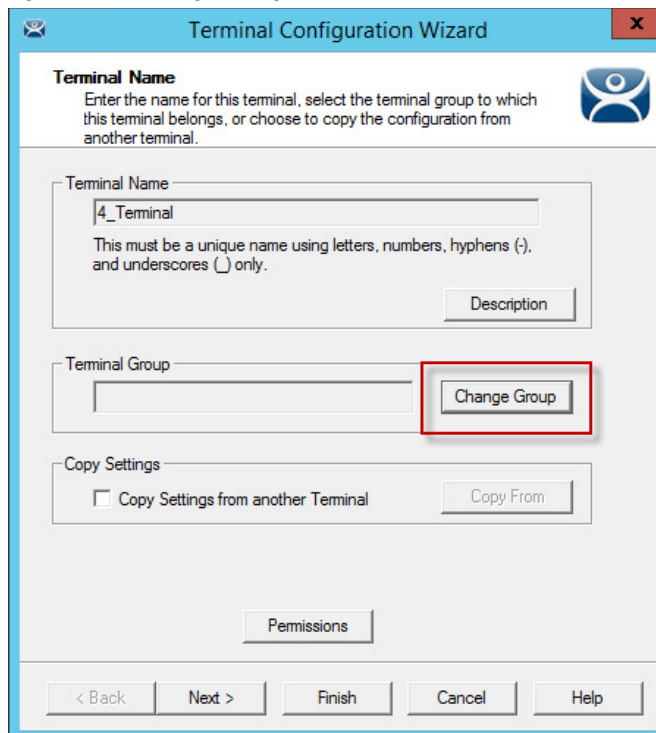 Terminal Configuration Wizard
x
Terminal Name
Enter the name for this terminal, select the terminal group to which
this terminal belongs, or choose to copy the configuration from
another terminal.
Terminal Name
4_Terminal
This must be a unique name using letters, numbers, hyphens (-),
and underscores (_) only.
Description
Terminal Group
Change Group
Copy Settings
Copy Settings from another Terminal
Copy From
Permissions
< Back
Next >
Finish
Cancel
Help